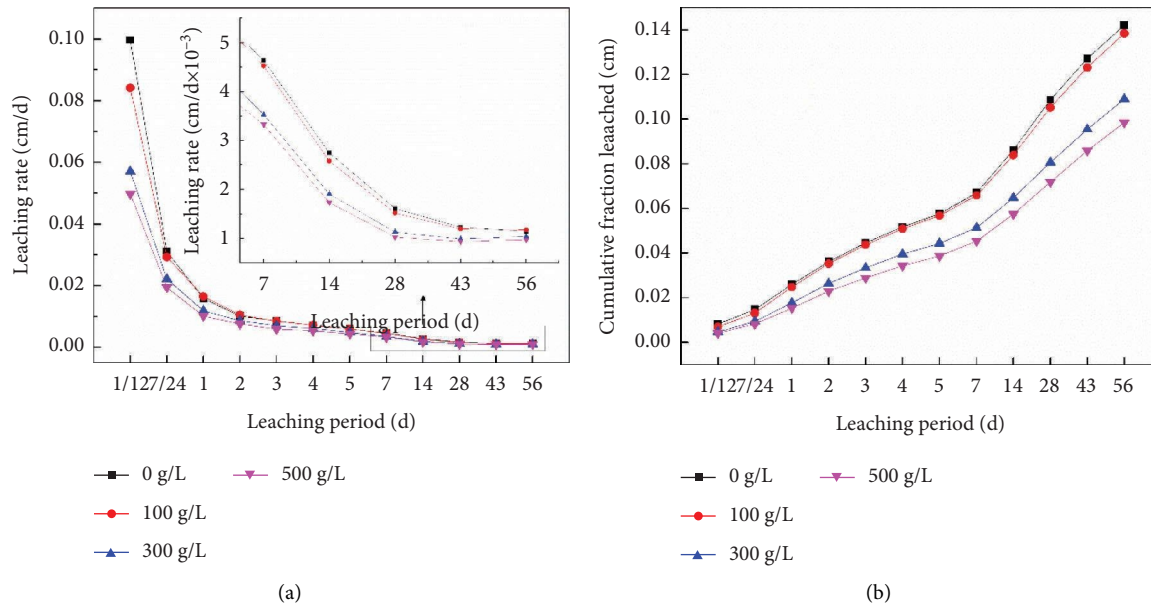 0.10
0.08
0.06
0.04
0.02
0.00
Leaching rate (cm/d)
5
4
3
2
1
Leaching rate (cm/d×10⁻³)
7 14 28 43 56
Leaching period (d)
1/12 7/24 1 2 3 4 5 7 14 28 43 56
Leaching period (d)
0 g/L 500 g/L
100 g/L
300 g/L
(a)
0.14
0.12
0.10
0.08
0.06
0.04
0.02
0.00
Cumulative fraction leaached (cm)
1/12 7/24 1 2 3 4 5 7 14 28 43 56
Leaching period (d)
0 g/L 500 g/L
100 g/L
300 g/L
(b)